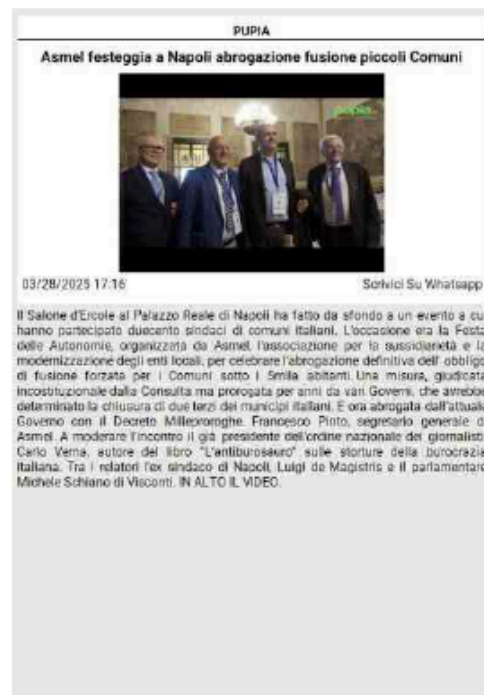 PUPIA
Asmel festeggia a Napoli abrogazione fusione piccoli Comuni
pupia
03/28/2025 17:16
Scrivici Su Whatsapp
Il Salone d'Ercole al Palazzo Reale di Napoli ha fatto da sfondo a un evento a cui
hanno partecipato duecento sindaci di comuni italiani. L'occasione era la Festa
delle Autonomie, organizzata da Asmel, l'associazione per la sussidiarietà e la
modernizzazione degli enti locali, per celebrare l'abrogazione definitiva dell' obbligo
di fusione forzata per i Comuni sotto i 5mila abitanti. Una misura, giudicata
incostituzionale dalla Consulta ma prorogata per anni da vari Governi, che avrebbe
determinato la chiusura di due terzi dei municipi italiani. E ora abrogata dall'attuale
Governo con il Decreto Milleproroghe. Francesco Pinto, segretario generale di
Asmel. A moderare l'incontro il già presidente dell'ordine nazionale dei giornalisti
Carlo Verna, autore del libro "L'antiburosauro" sulle storture della burocrazia
italiana. Tra i relatori l'ex sindaco di Napoli, Luigi de Magistris e il parlamentare
Michele Schiano di Visconti. IN ALTO IL VIDEO.